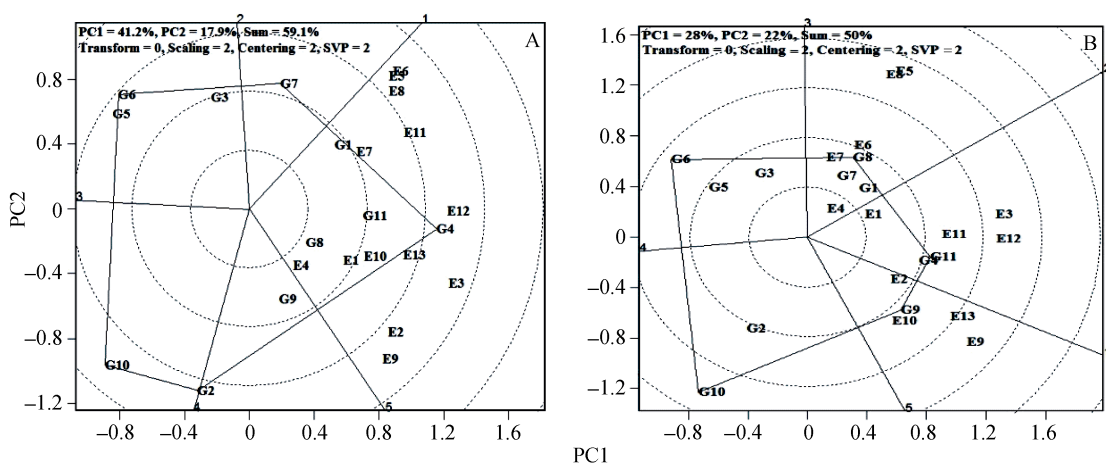 PC1 = 41.2%, PC2 = 17.9%, Sum = 59.1%
Transform = 0, Scaling = 2, Centering = 2, SVP = 2
A
2
1
0.8
0.4
0
−0.4
−0.8
−1.2
PC2
G6
G5
G3
G7
E6
E5
E8
E11
G1
E7
3
G11
E12
G4
G8
E4
E1
E10
E13
E3
G9
E2
E9
G10
G2
4
5
−0.8
−0.4
0
0.4
0.8
1.2
1.6
PC1 = 28%, PC2 = 22%, Sum = 50%
Transform = 0, Scaling = 2, Centering = 2, SVP = 2
B
3
1.6
1.2
0.8
0.4
0
−0.4
−0.8
−1.2
E5
E8
E6
G6
E7
G8
G3
G7
G5
G1
E4
E1
E3
E11
E12
4
G4
G11
E2
G9
E10
E13
G2
E9
G10
5
−0.8
−0.4
0
0.4
0.8
1.2
1.6
PC1